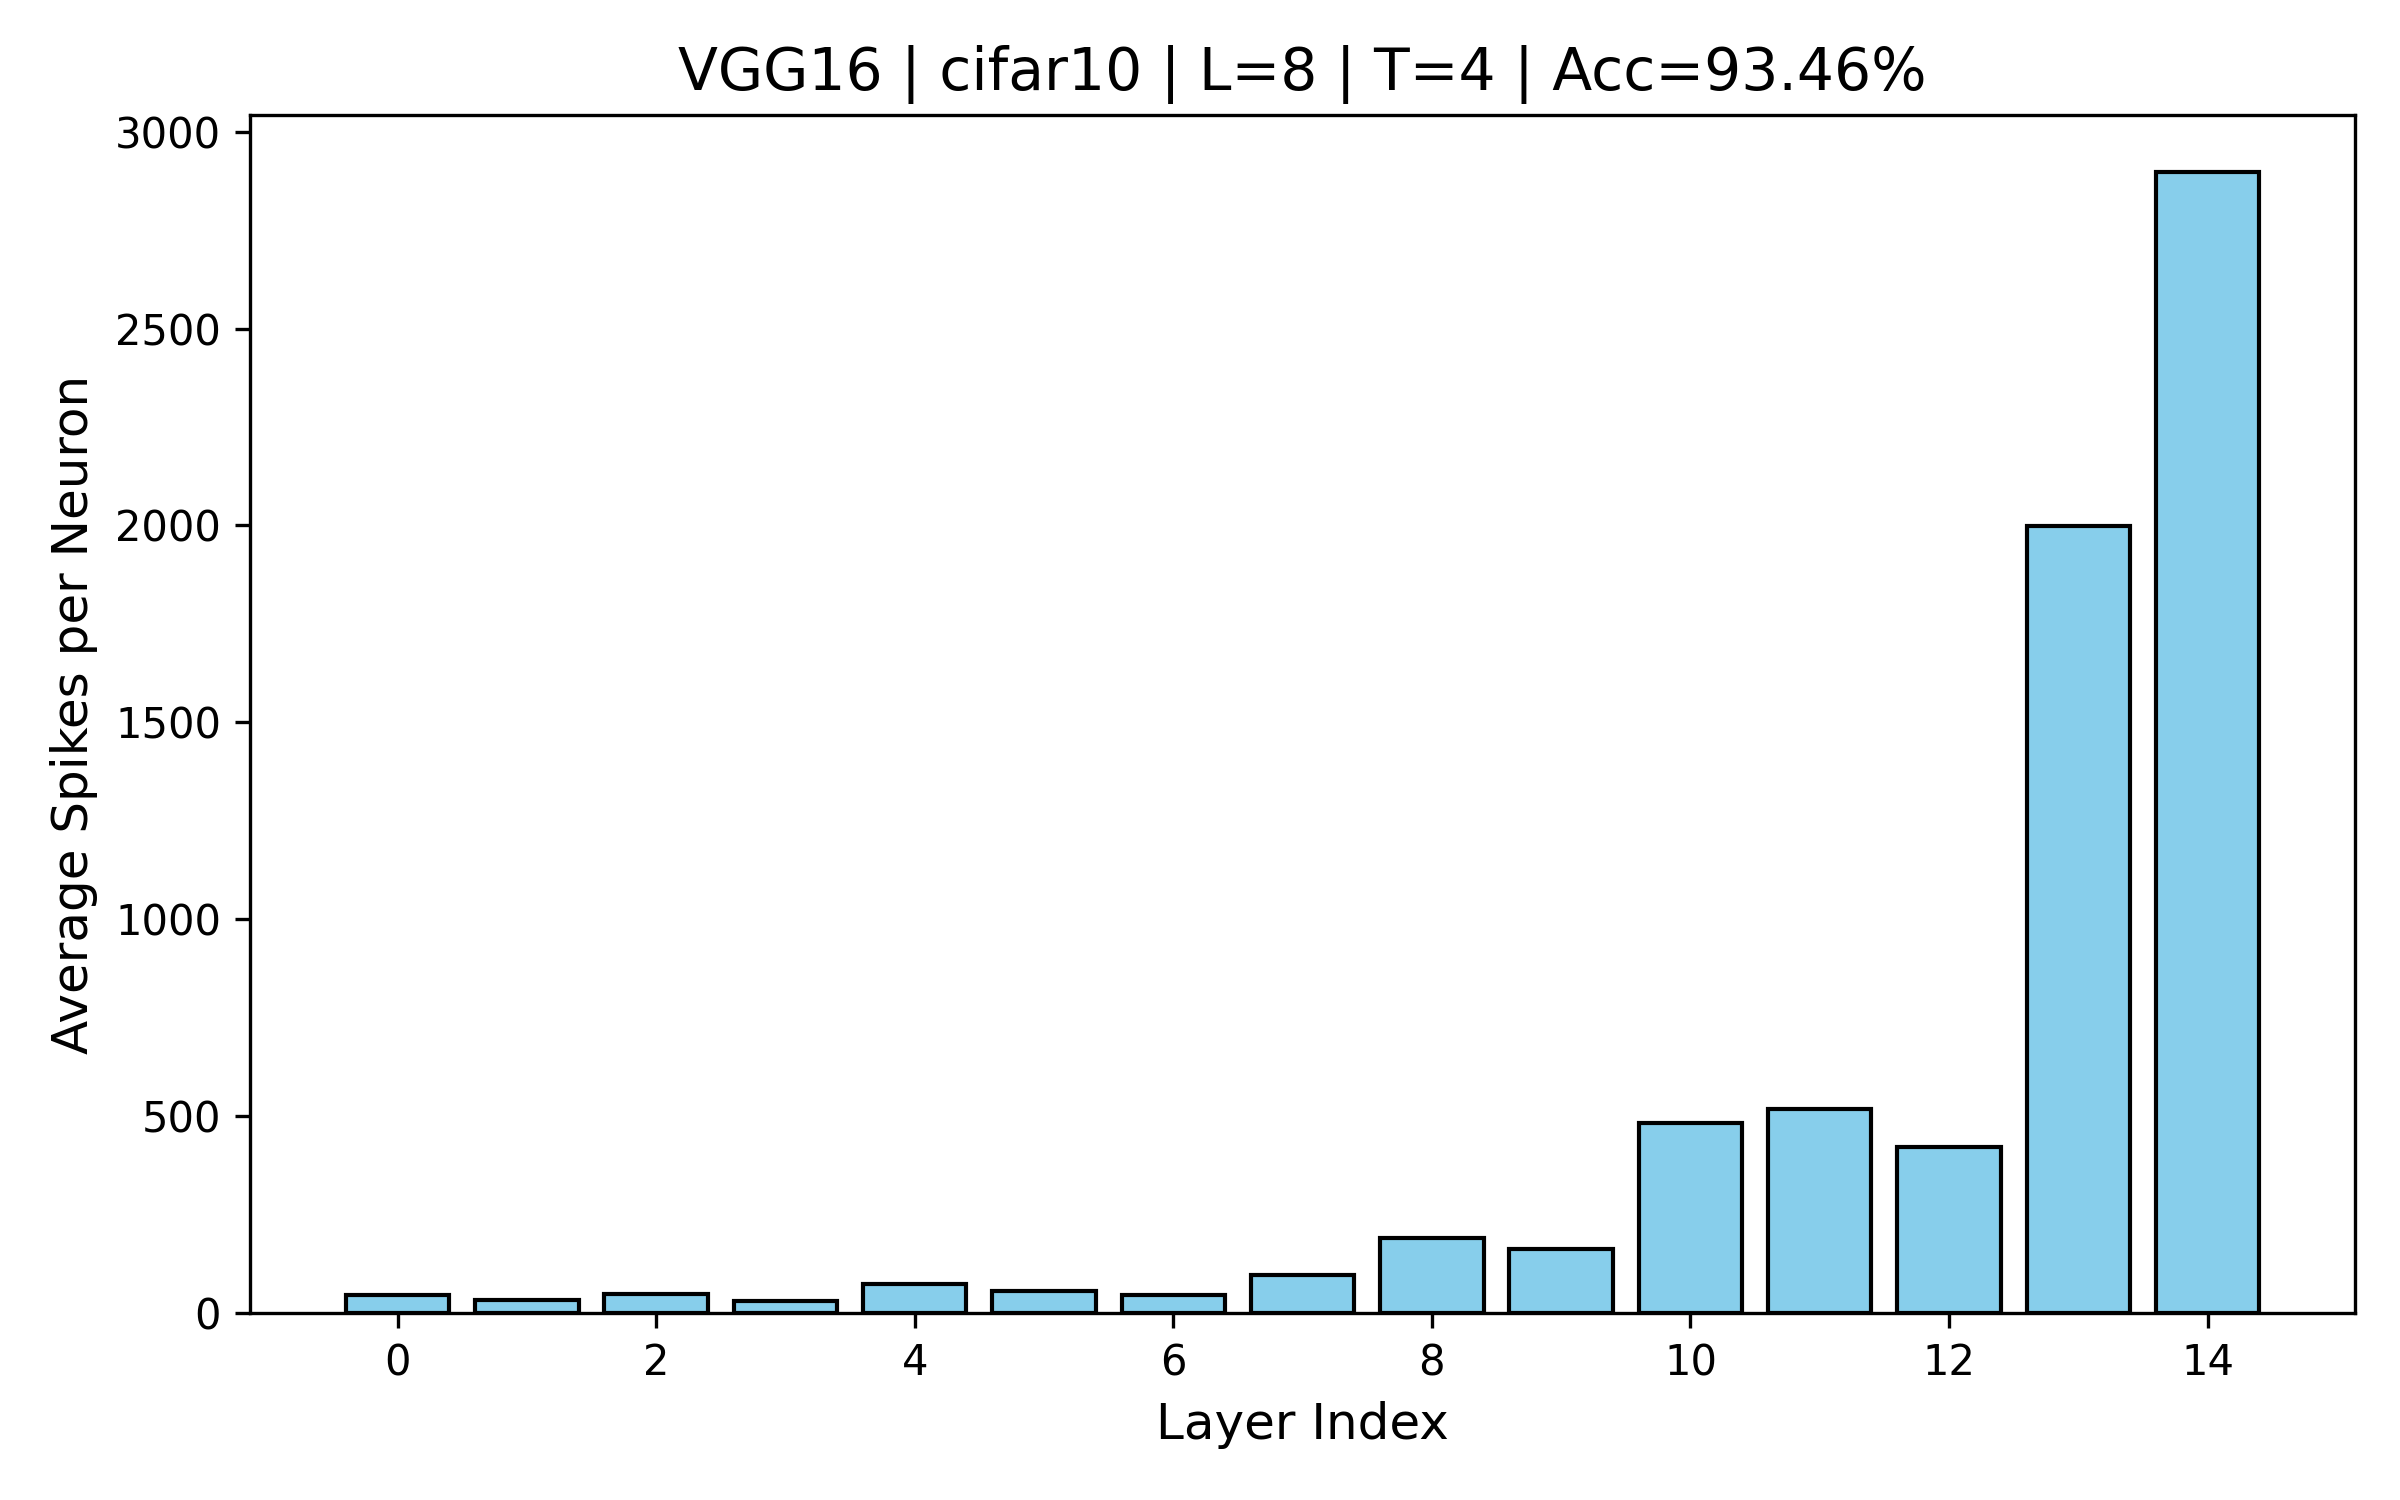 VGG16 | cifar10 | L=8 | T=4 | Acc=93.46%
Average Spikes per Neuron
3000
2500
2000
1500
1000
500
0
0 2 4 6 8 10 12 14
Layer Index